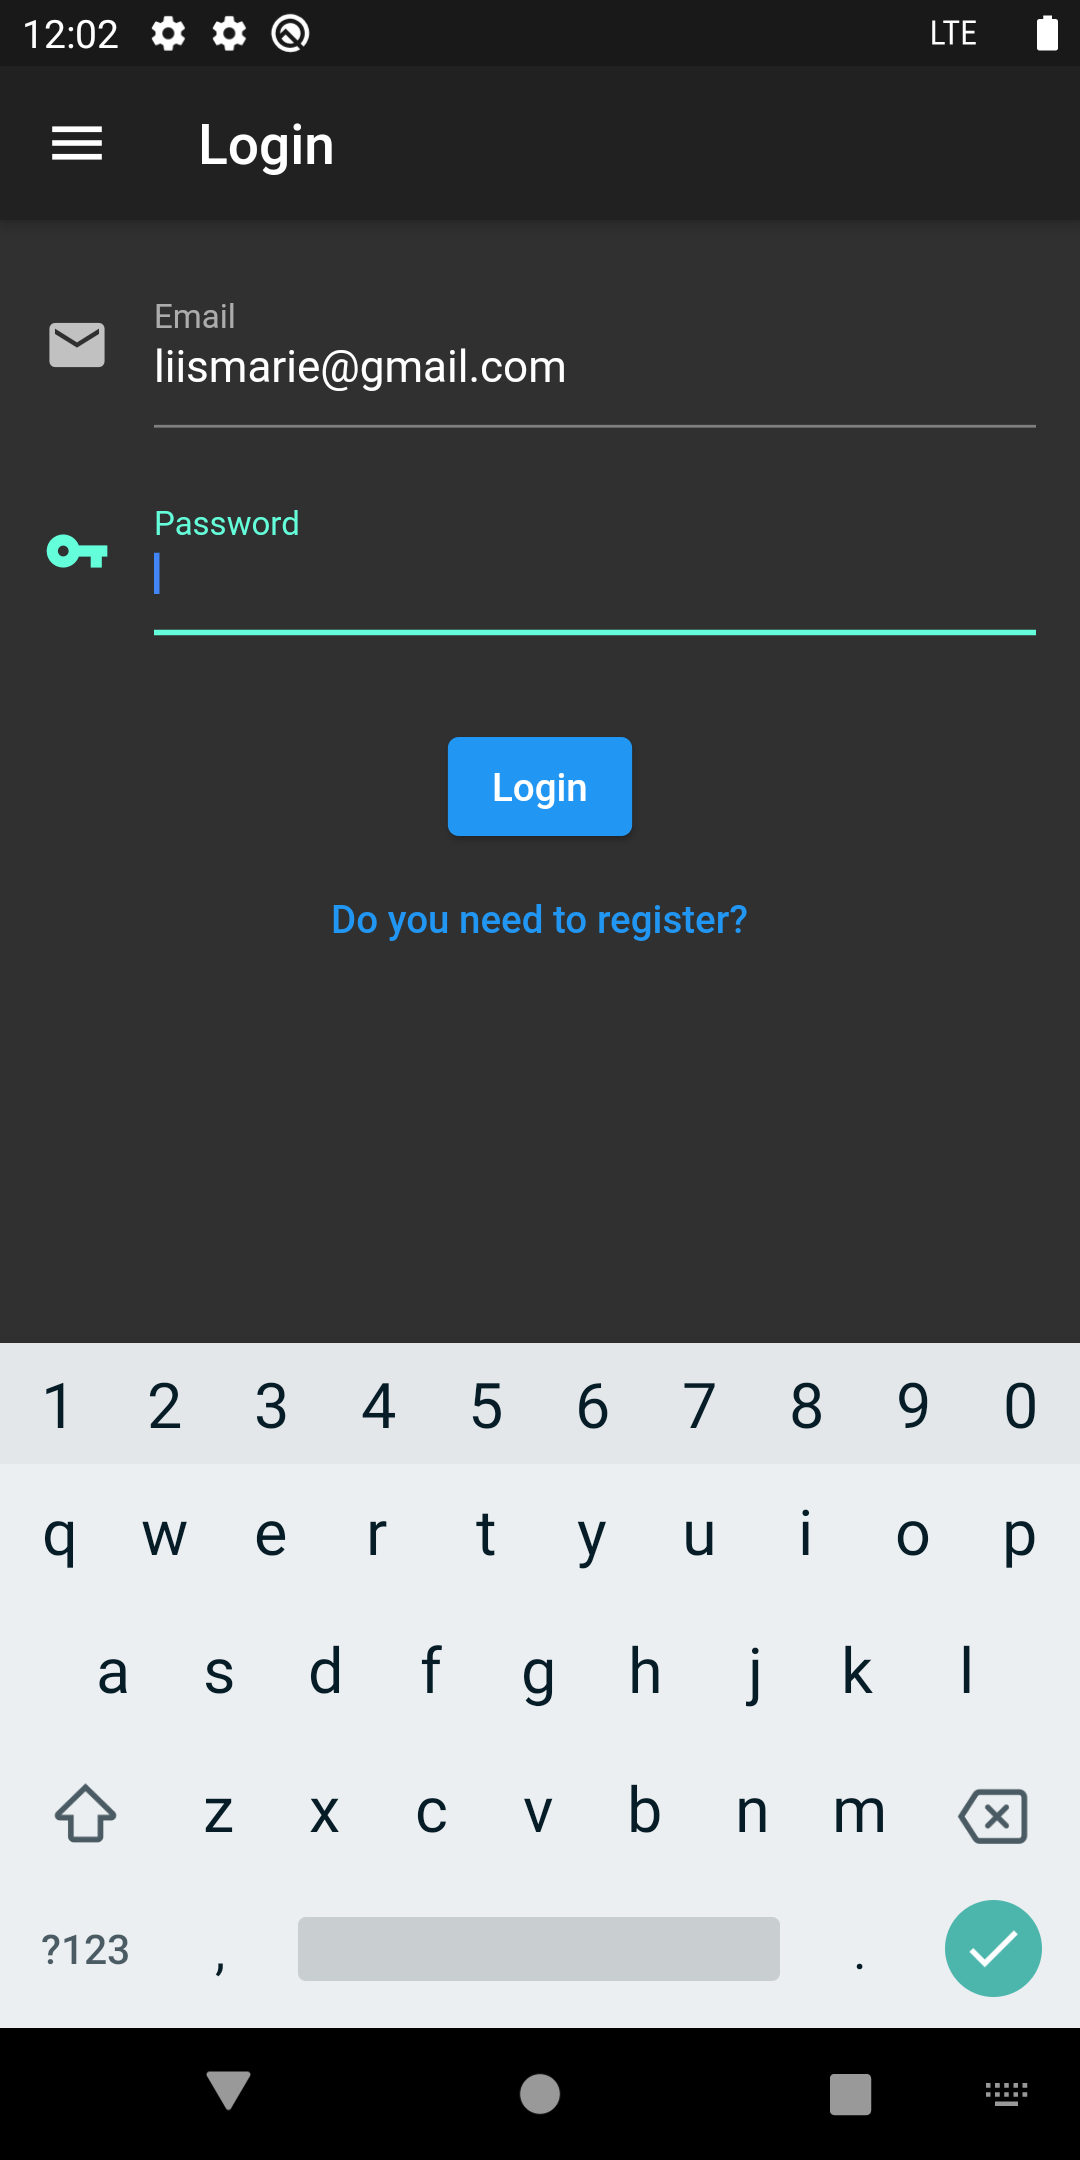 12:02 LTE
Login
Email
liismarie@gmail.com
Password
Login
Do you need to register?
1 2 3 4 5 6 7 8 9 0
q w e r t y u i o p
a s d f g h j k l
z x c v b n m
?123 , .